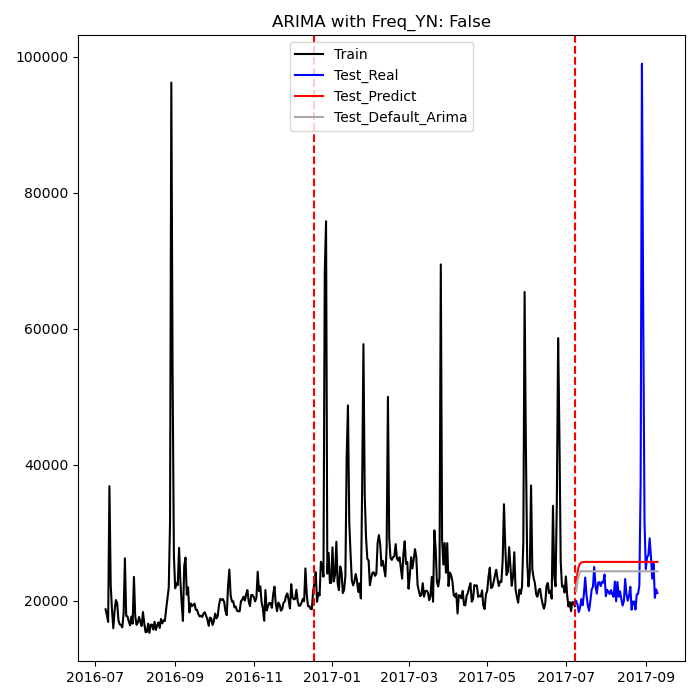 ARIMA with Freq_YN: False
Train
Test_Real
Test_Predict
Test_Default_Arima
100000
80000
60000
40000
20000
2016-07 2016-09 2016-11 2017-01 2017-03 2017-05 2017-07 2017-09